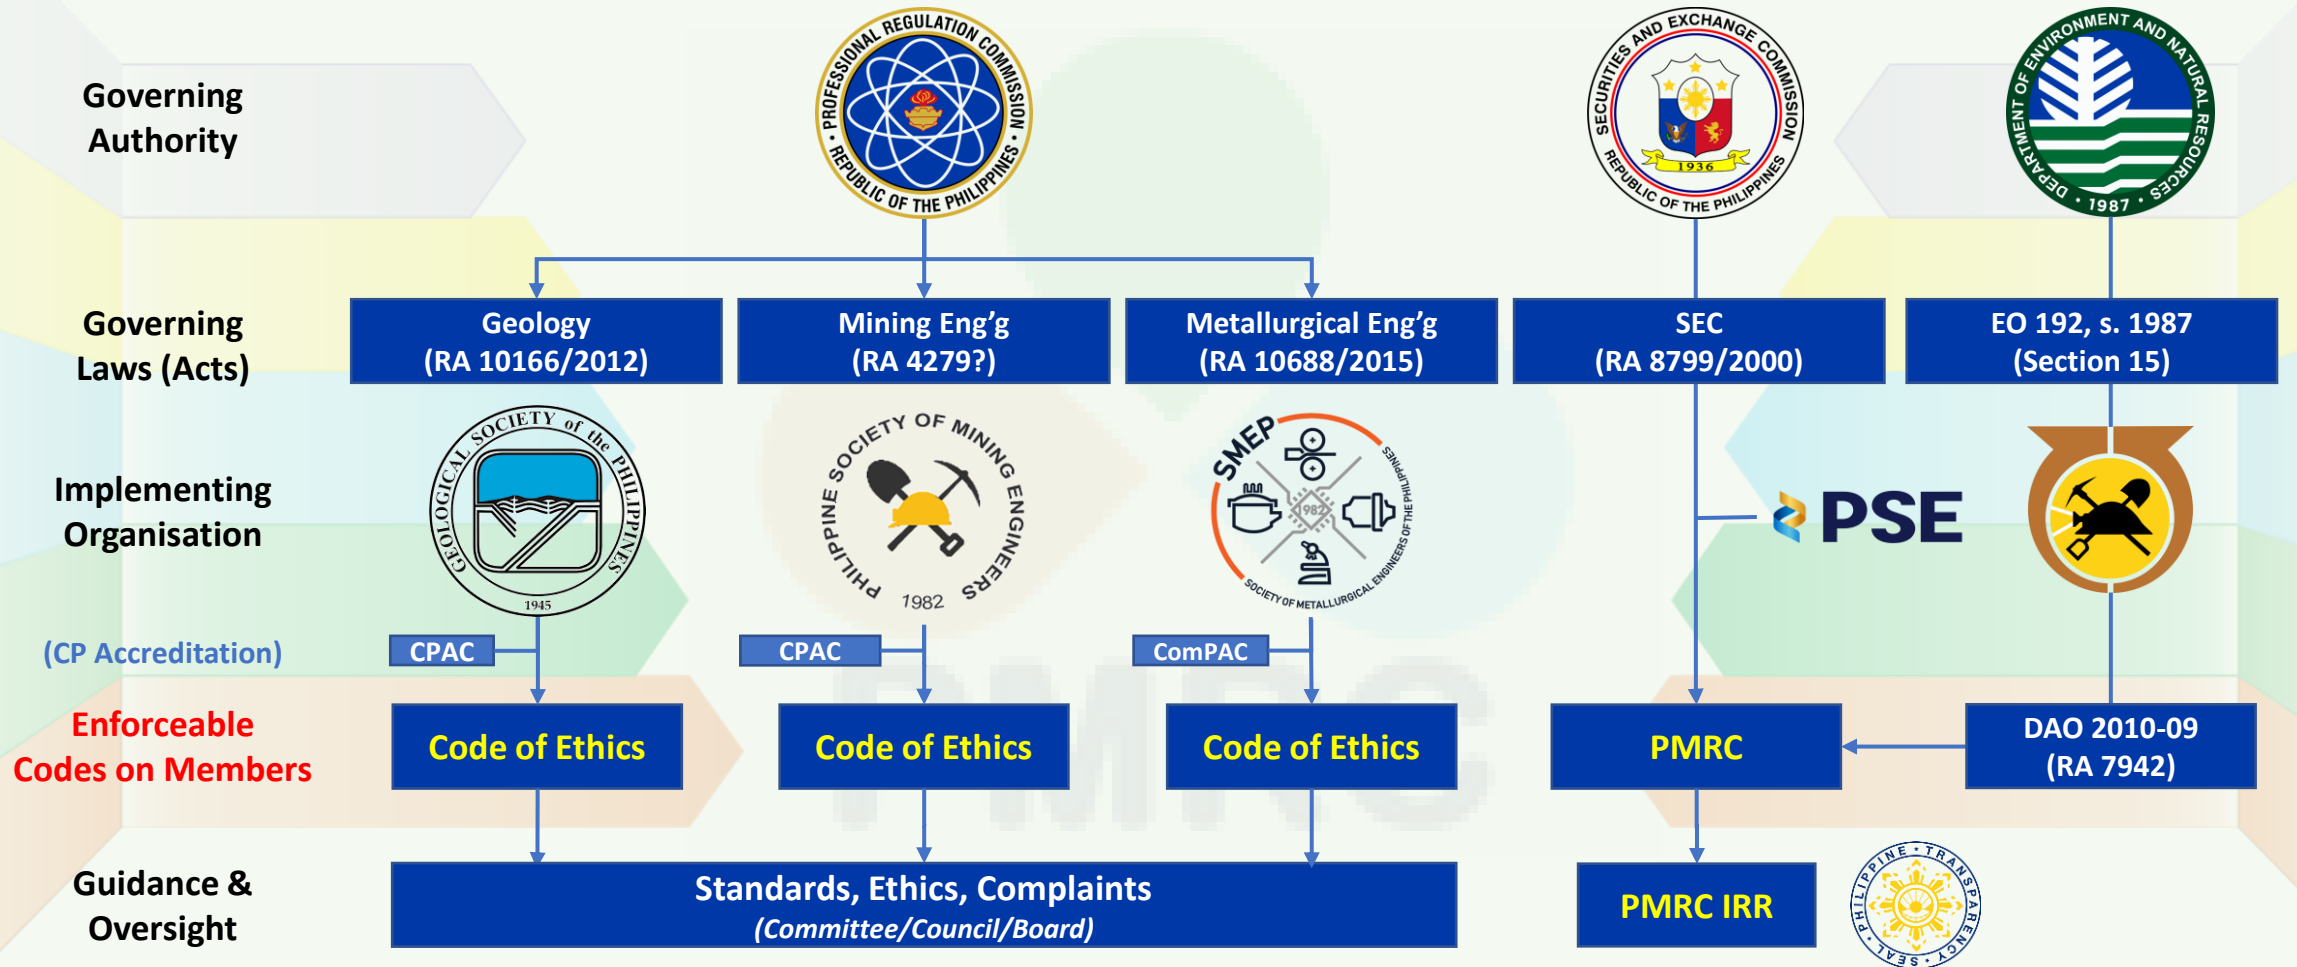 Governing
Authority
PROFESSIONAL REGULATION COMMISSION
• REPUBLIC OF THE PHILIPPINES •
SECURITIES AND EXCHANGE COMMISSION
1936
REPUBLIC OF THE PHILIPPINES
DEPARTMENT OF ENVIRONMENT AND NATURAL RESOURCES
• 1987 •
Governing
Laws (Acts)
Geology
(RA 10166/2012)
Mining Eng’g
(RA 4279?)
Metallurgical Eng’g
(RA 10688/2015)
SEC
(RA 8799/2000)
EO 192, s. 1987
(Section 15)
Implementing
Organisation
GEOLOGICAL SOCIETY of the PHILIPPINES
1945
PHILIPPINE SOCIETY OF MINING ENGINEERS
1982
SMEP
1982
SOCIETY OF METALLURGICAL ENGINEERS OF THE PHILIPPINES
PSE
(CP Accreditation)
CPAC
CPAC
ComPAC
Enforceable
Codes on Members
Code of Ethics
Code of Ethics
Code of Ethics
PMRC
DAO 2010-09
(RA 7942)
PMRC
Guidance &
Oversight
Standards, Ethics, Complaints
(Committee/Council/Board)
PMRC IRR
PHILIPPINE • TRANSPARENCY SEAL •